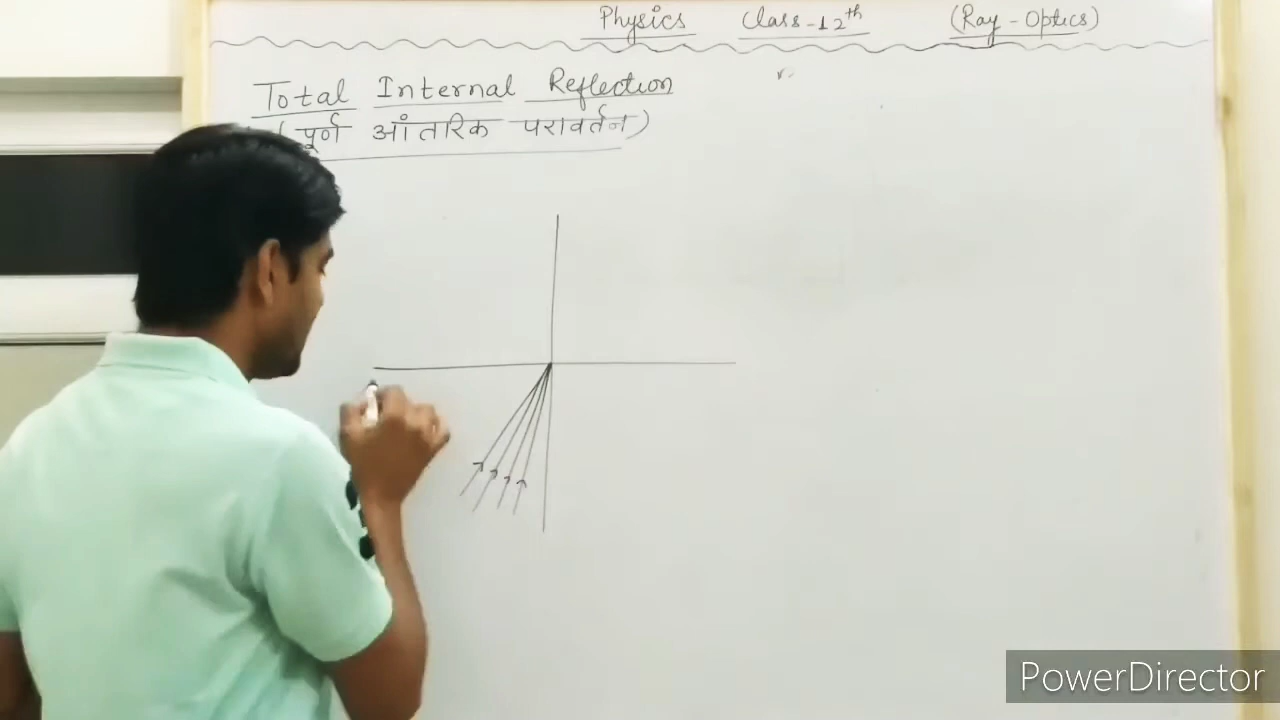 Physics Class-12th (Ray-Optics)
Total Internal Reflection
(पूर्ण आंतरिक परावर्तन)
PowerDirector